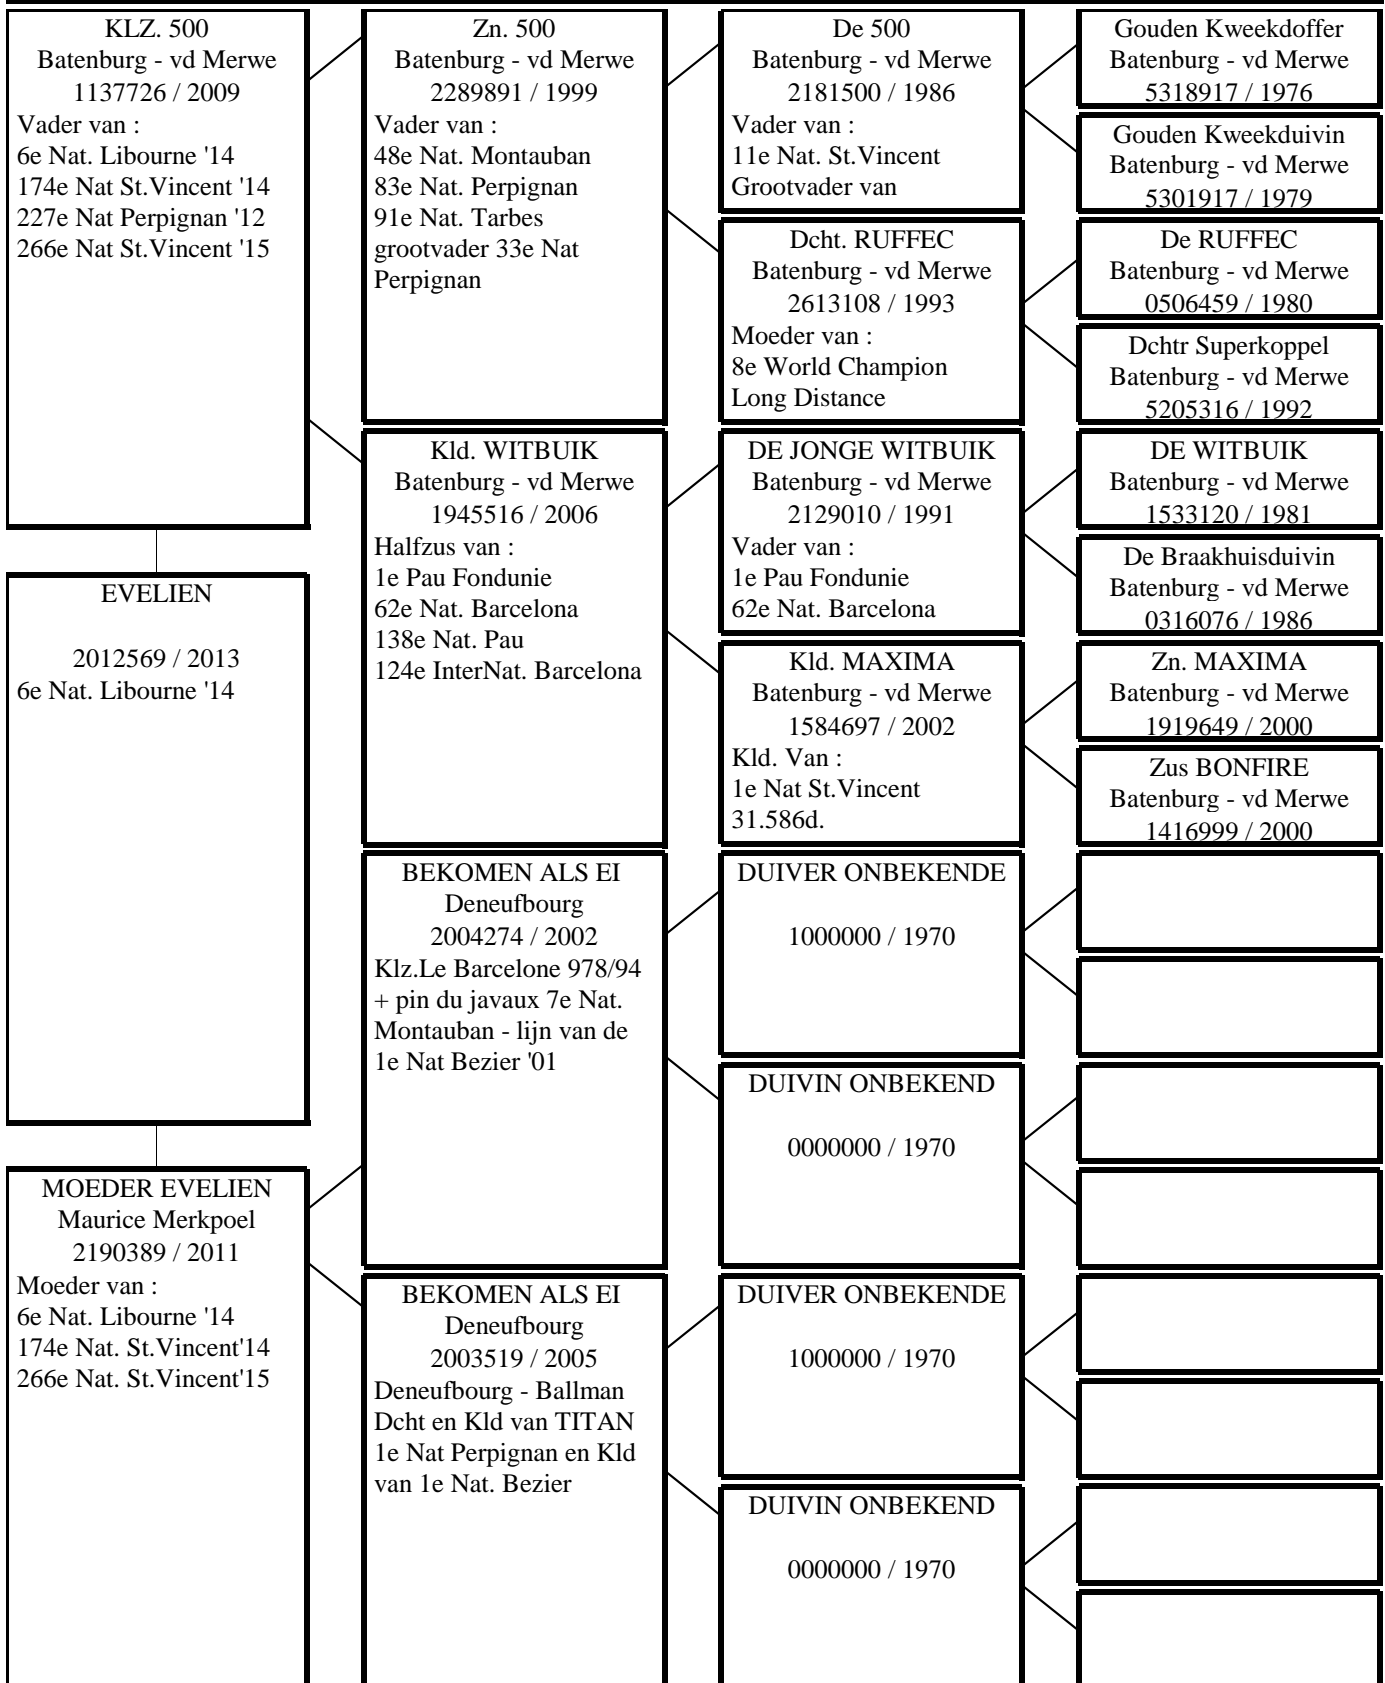 KLZ. 500
Batenburg - vd Merwe
1137726 / 2009
Vader van :
6e Nat. Libourne '14
174e Nat St.Vincent '14
227e Nat Perpignan '12
266e Nat St.Vincent '15
EVELIEN
2012569 / 2013
6e Nat. Libourne '14
MOEDER EVELIEN
Maurice Merkpoel
2190389 / 2011
Moeder van :
6e Nat. Libourne '14
174e Nat. St.Vincent'14
266e Nat. St.Vincent'15
Zn. 500
Batenburg - vd Merwe
2289891 / 1999
Vader van :
48e Nat. Montauban
83e Nat. Perpignan
91e Nat. Tarbes
grootvader 33e Nat
Perpignan
Kld. WITBUIK
Batenburg - vd Merwe
1945516 / 2006
Halfzus van :
1e Pau Fondunie
62e Nat. Barcelona
138e Nat. Pau
124e InterNat. Barcelona
BEKOMEN ALS EI
Deneufbourg
2004274 / 2002
Klz.Le Barcelone 978/94
+ pin du javaux 7e Nat.
Montauban - lijn van de
1e Nat Bezier '01
BEKOMEN ALS EI
Deneufbourg
2003519 / 2005
Deneufbourg - Ballman
Dcht en Kld van TITAN
1e Nat Perpignan en Kld
van 1e Nat. Bezier
De 500
Batenburg - vd Merwe
2181500 / 1986
Vader van :
11e Nat. St.Vincent
Grootvader van
Dcht. RUFFEC
Batenburg - vd Merwe
2613108 / 1993
Moeder van :
8e World Champion
Long Distance
DE JONGE WITBUIK
Batenburg - vd Merwe
2129010 / 1991
Vader van :
1e Pau Fondunie
62e Nat. Barcelona
Kld. MAXIMA
Batenburg - vd Merwe
1584697 / 2002
Kld. Van :
1e Nat St.Vincent
31.586d.
DUIVER ONBEKENDE
1000000 / 1970
DUIVIN ONBEKEND
0000000 / 1970
DUIVER ONBEKENDE
1000000 / 1970
DUIVIN ONBEKEND
0000000 / 1970
Gouden Kweekdoffer
Batenburg - vd Merwe
5318917 / 1976
Gouden Kweekduivin
Batenburg - vd Merwe
5301917 / 1979
De RUFFEC
Batenburg - vd Merwe
0506459 / 1980
Dchtr Superkoppel
Batenburg - vd Merwe
5205316 / 1992
DE WITBUIK
Batenburg - vd Merwe
1533120 / 1981
De Braakhuisduivin
Batenburg - vd Merwe
0316076 / 1986
Zn. MAXIMA
Batenburg - vd Merwe
1919649 / 2000
Zus BONFIRE
Batenburg - vd Merwe
1416999 / 2000